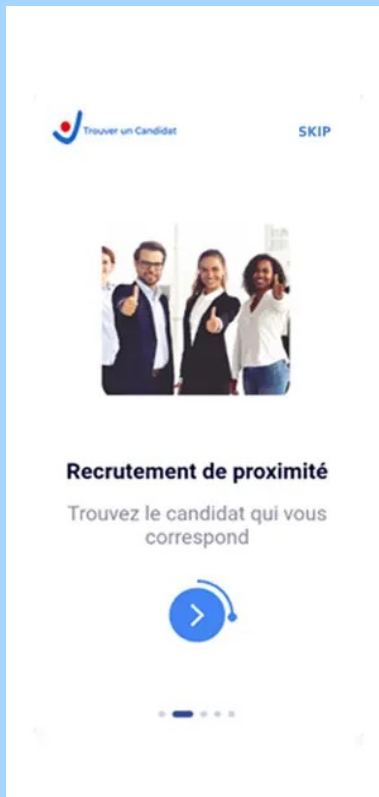 Trouver un Candidat
SKIP
Recrutement de proximité
Trouvez le candidat qui vous
correspond